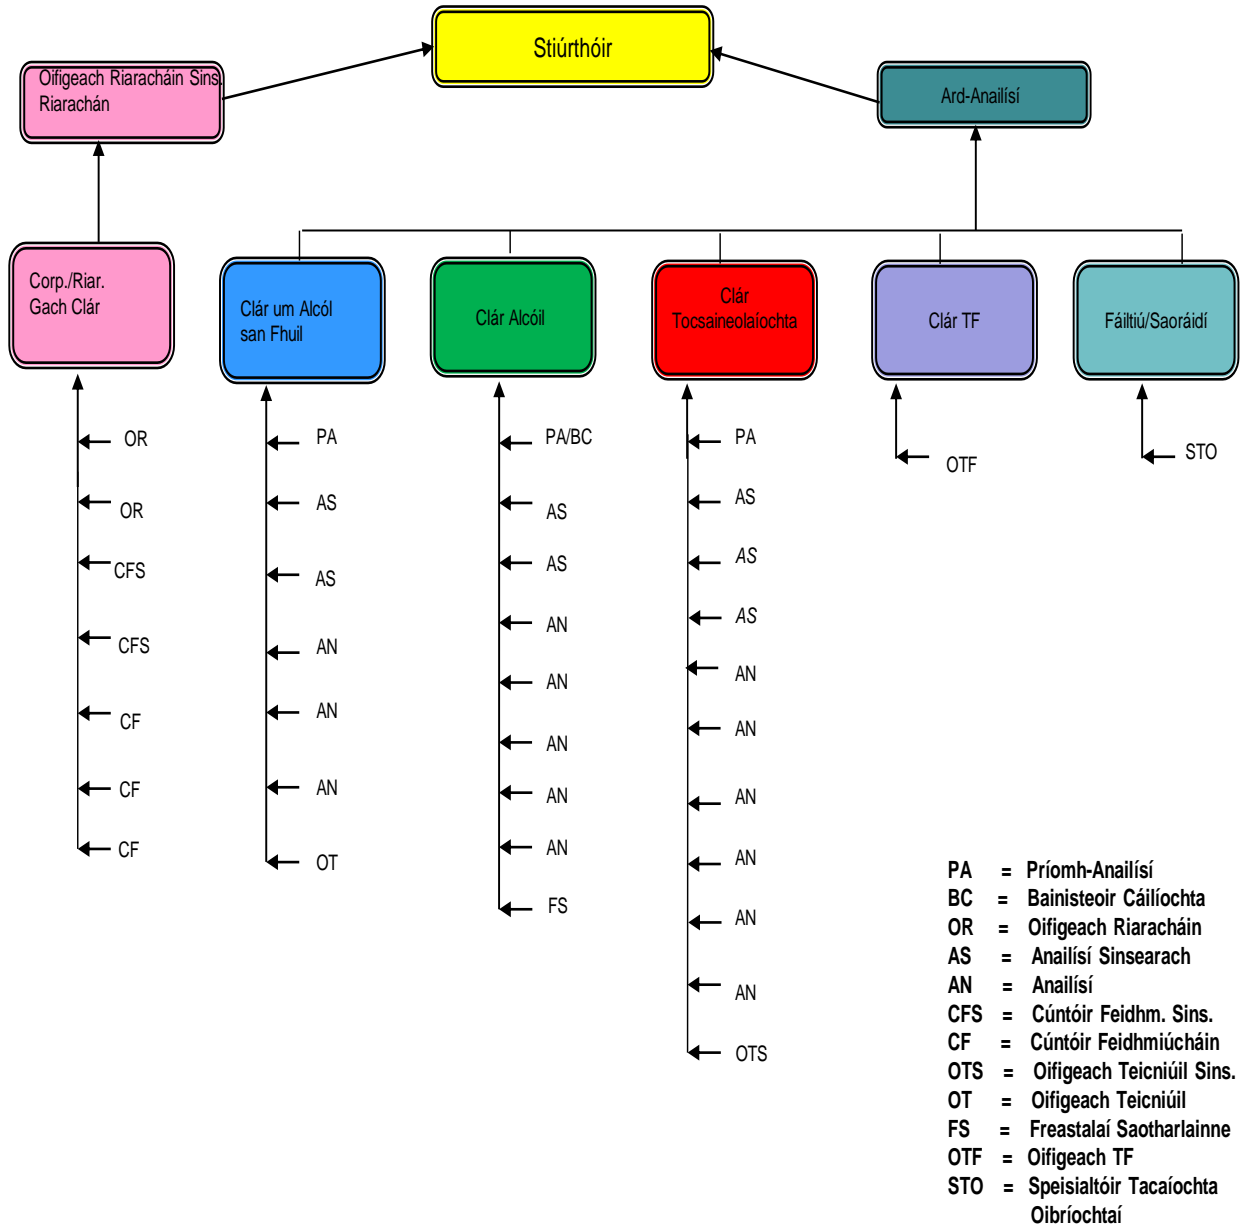 Stiúrthóir
Oifigeach Riaracháin Sins.
Riarachán
Ard-Anailísí
Corp./Riar.
Gach Clár
Clár um Alcól
san Fhuil
Clár Alcóil
Clár
Tocsaineolaíochta
Clár TF
Fáiltiú/Saoráidí
OR
OR
CFS
CFS
CF
CF
CF
PA
AS
AS
AN
AN
AN
OT
PA/BC
AS
AS
AN
AN
AN
AN
AN
FS
PA
AS
AS
AS
AN
AN
AN
AN
AN
AN
OTS
OTF
STO
PA = Príomh-Anailísí
BC = Bainisteoir Cáilíochta
OR = Oifigeach Riaracháin
AS = Anailísí Sinsearach
AN = Anailísí
CFS = Cúntóir Feidhm. Sins.
CF = Cúntóir Feidhmiúcháin
OTS = Oifigeach Teicniúil Sins.
OT = Oifigeach Teicniúil
FS = Freastalaí Saotharlainne
OTF = Oifigeach TF
STO = Speisialtóir Tacaíochta
Oibríochtaí